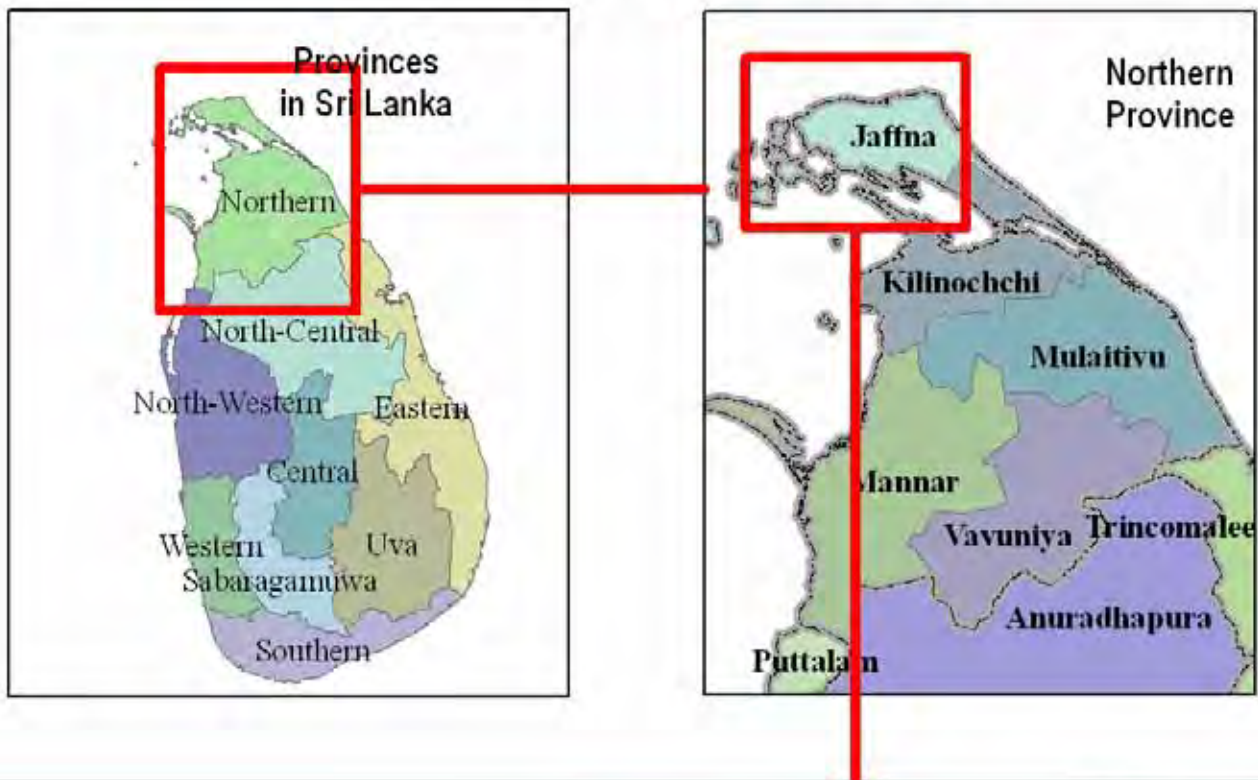 Provinces
in Sri Lanka
Northern
North-Central
North-Western
Eastern
Central
Western
Uva
Sabaragamuwa
Southern
Northern
Province
Jaffna
Kilinochchi
Mulaitivu
Mannar
Vavuniya
Trincomalee
Anuradhapura
Puttalam